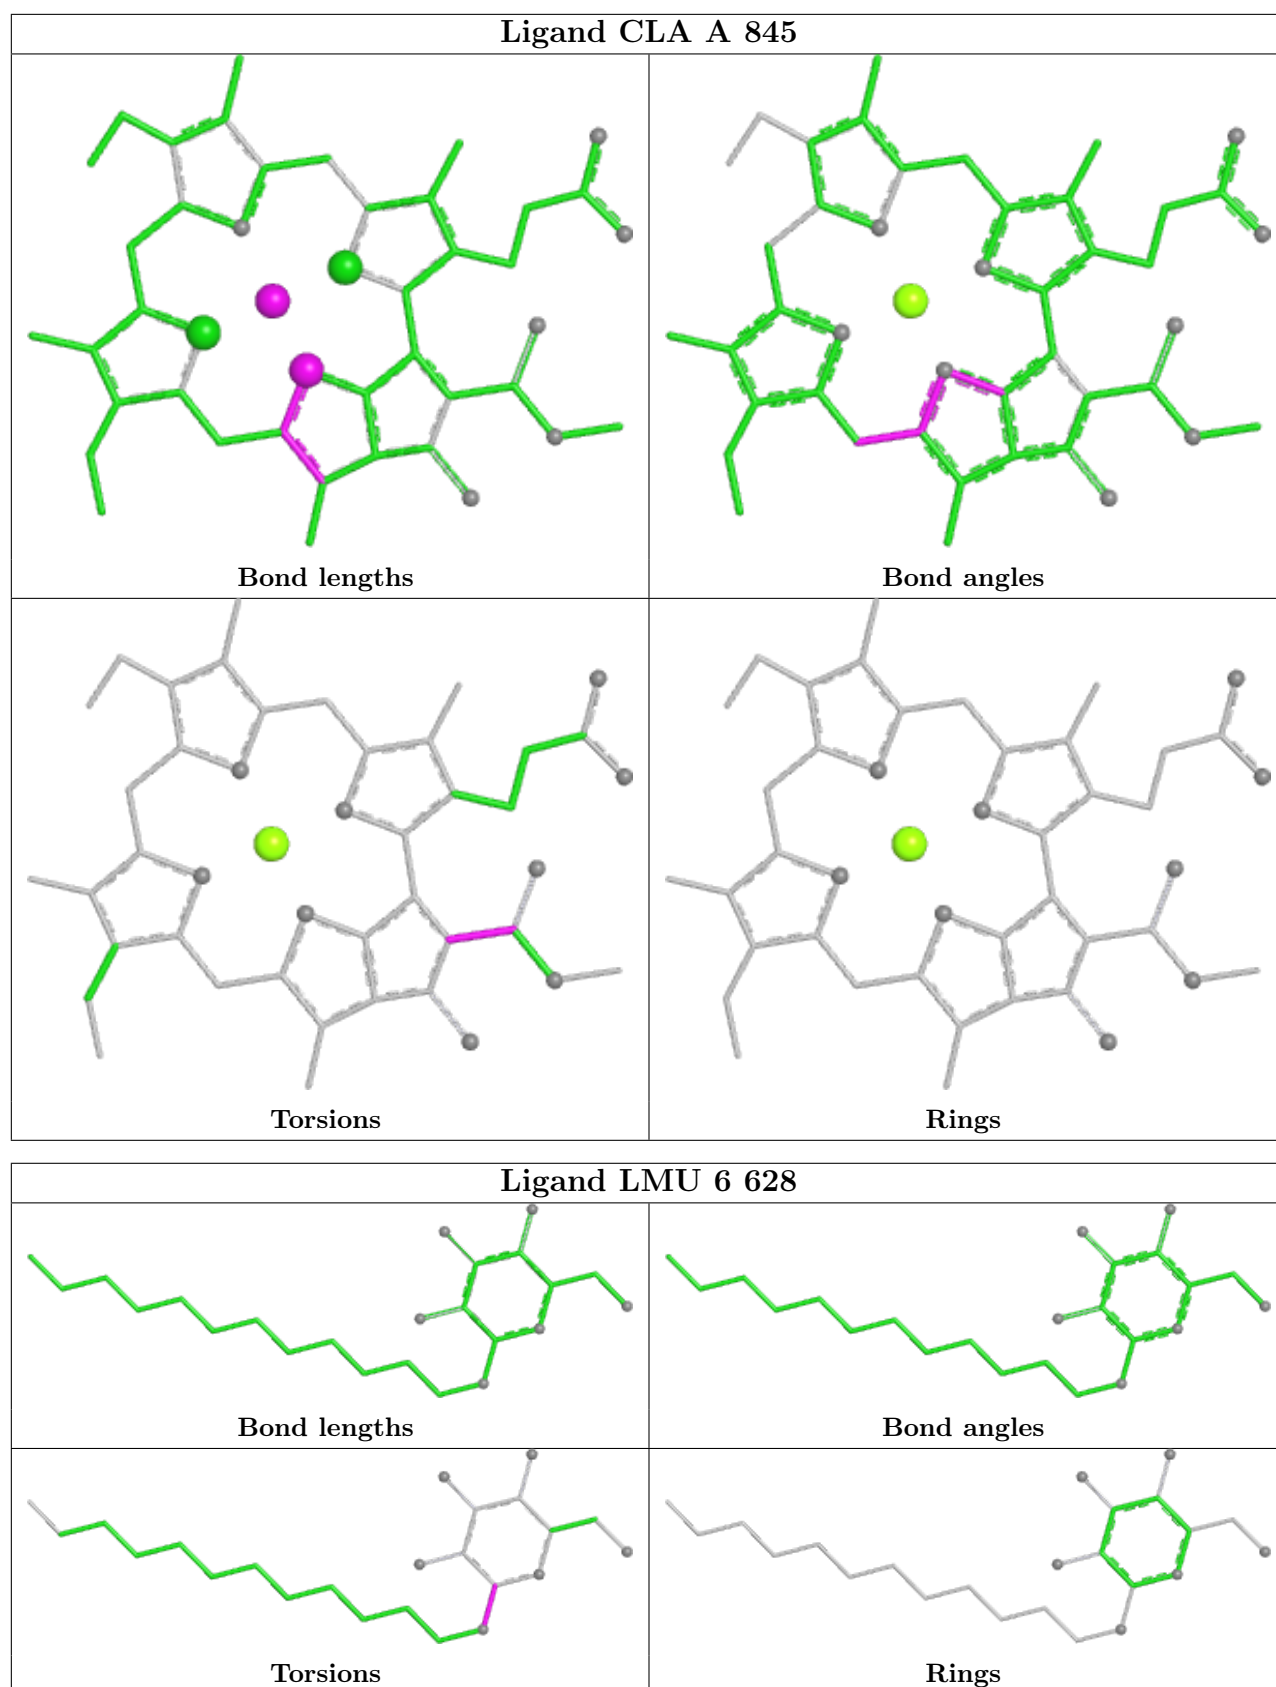 Ligand CLA A 845
Bond lengths
Bond angles
Torsions
Rings
Ligand LMU 6 628
Bond lengths
Bond angles
Torsions
Rings